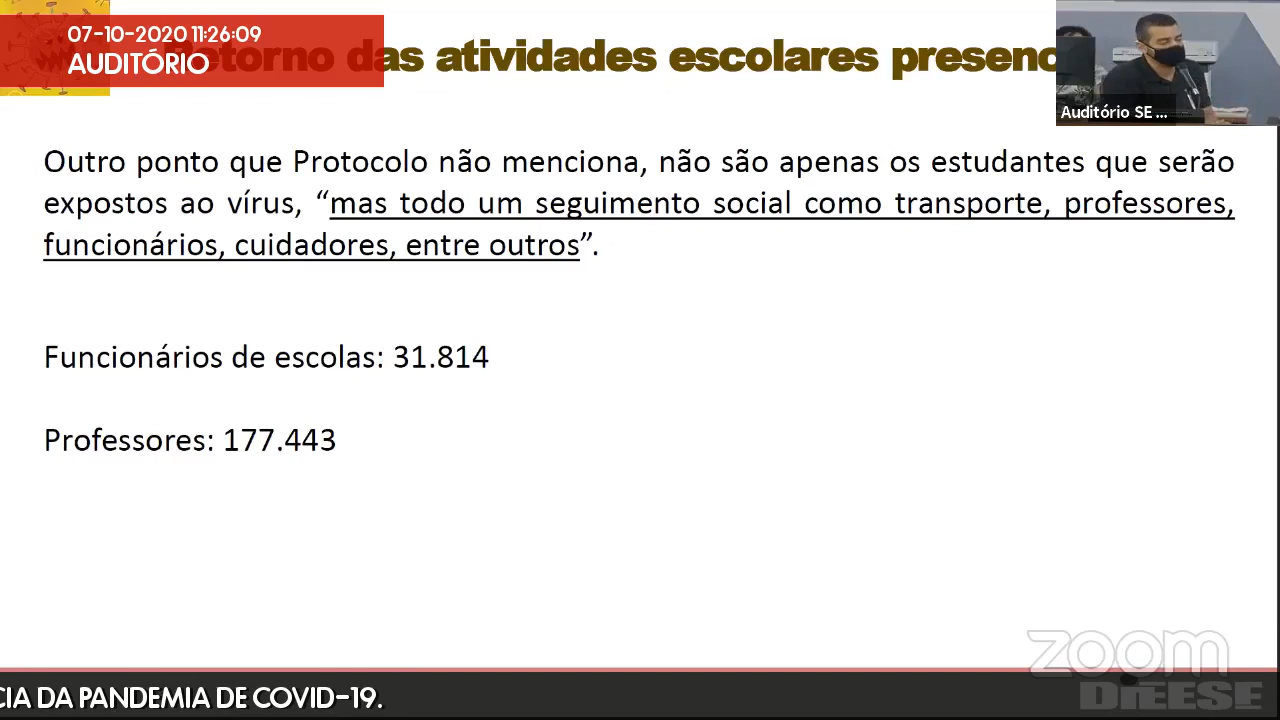 07-10-2020 11:26:09
AUDITÓRIO
etorno das atividades escolares presenc
Auditório SE ...
Outro ponto que Protocolo não menciona, não são apenas os estudantes que serão
expostos ao vírus, “mas todo um seguimento social como transporte, professores,
funcionários, cuidadores, entre outros”.
Funcionários de escolas: 31.814
Professores: 177.443
zoom
DIEESE
CIA DA PANDEMIA DE COVID-19.